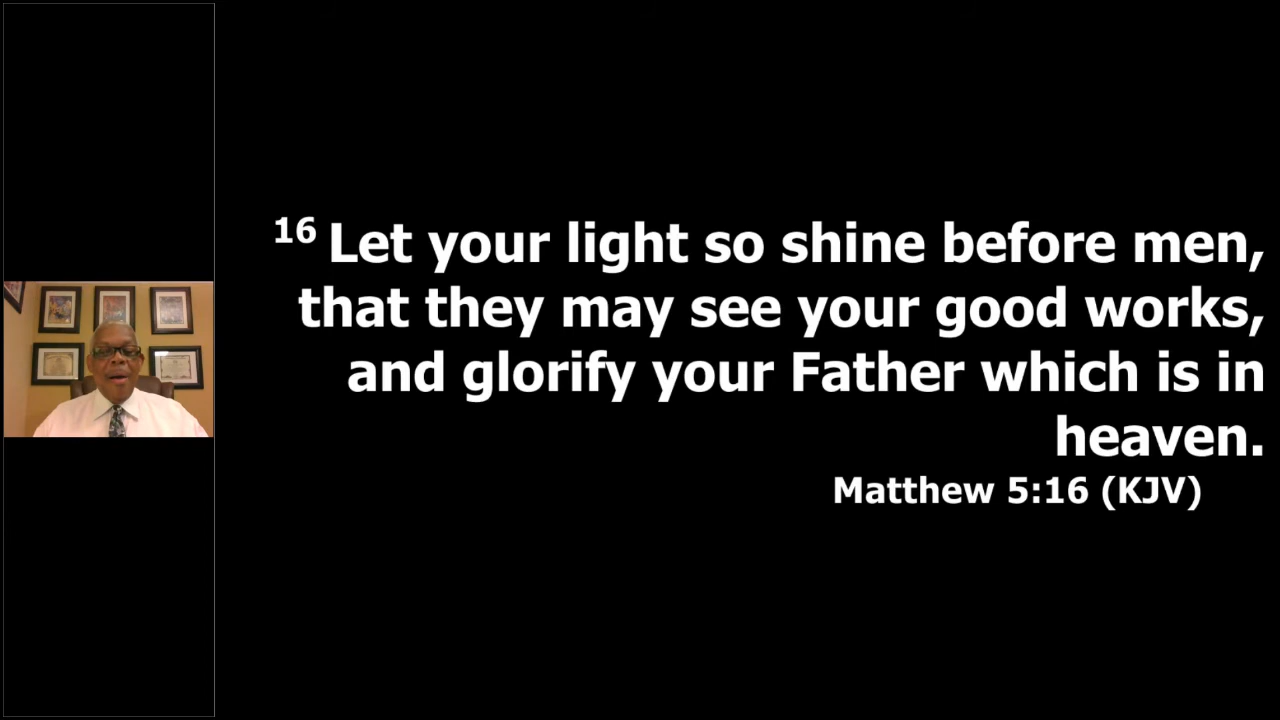 16 Let your light so shine before men,
that they may see your good works,
and glorify your Father which is in
heaven.
Matthew 5:16 (KJV)